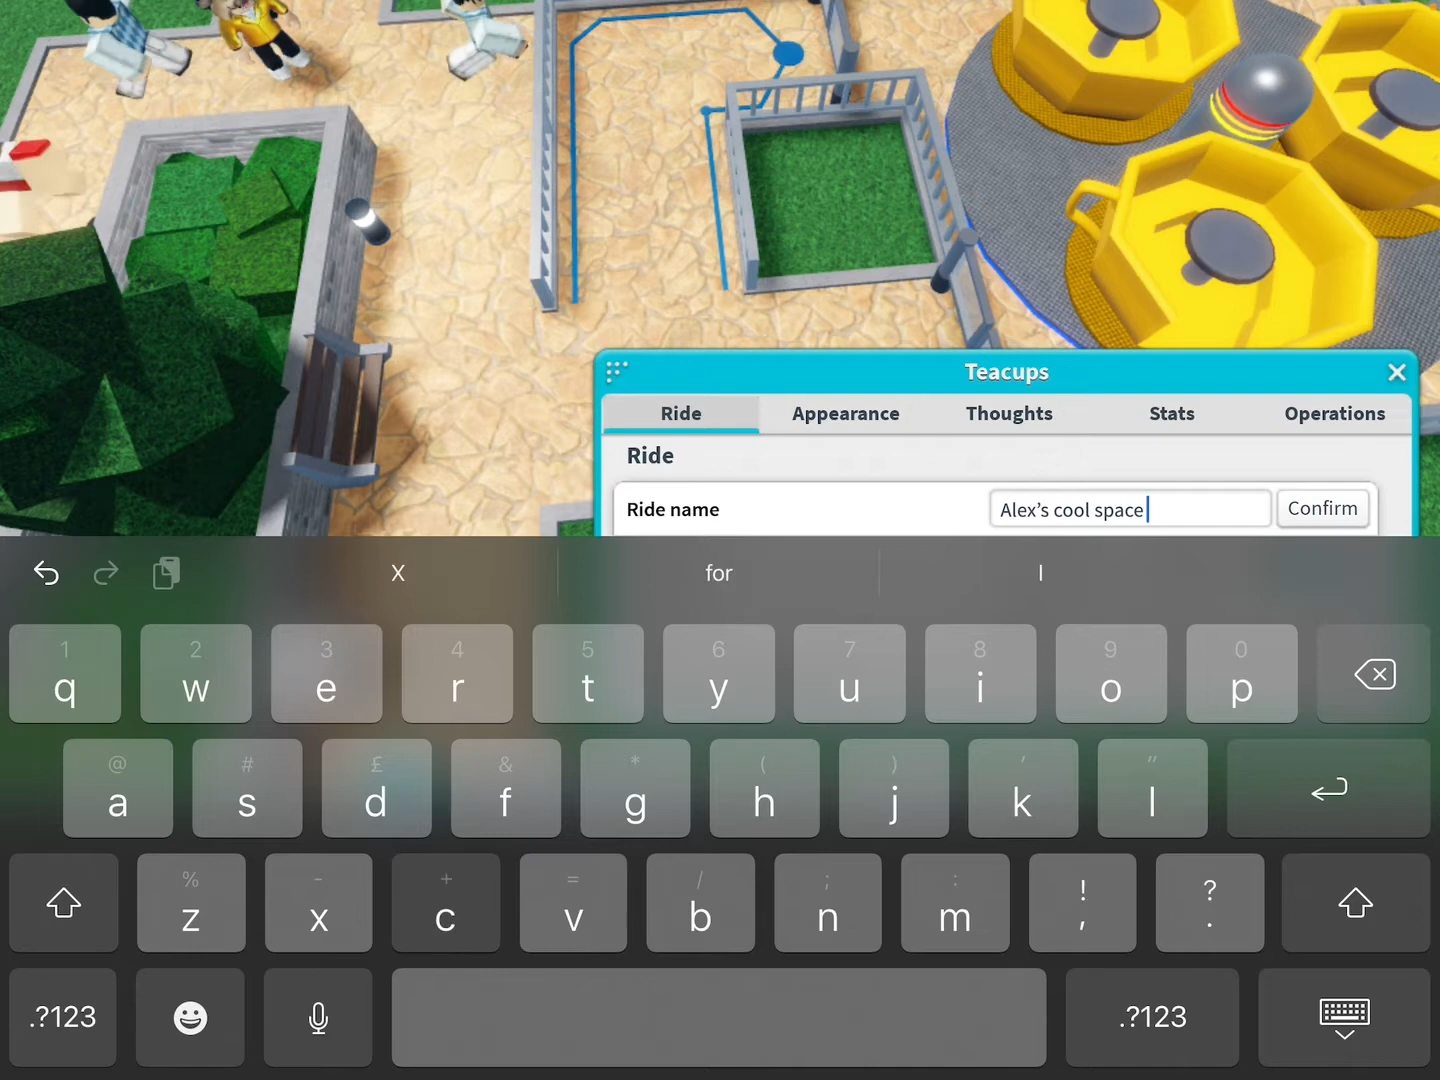 Teacups
Ride Appearance Thoughts Stats Operations
Ride
Ride name Alex’s cool space Confirm
X for I
1 2 3 4 5 6 7 8 9 0
q w e r t y u i o p
@ # £ & * ( ) ' "
a s d f g h j k l
% - + = / ; : ! ?
z x c v b n m , .
.?123 .?123